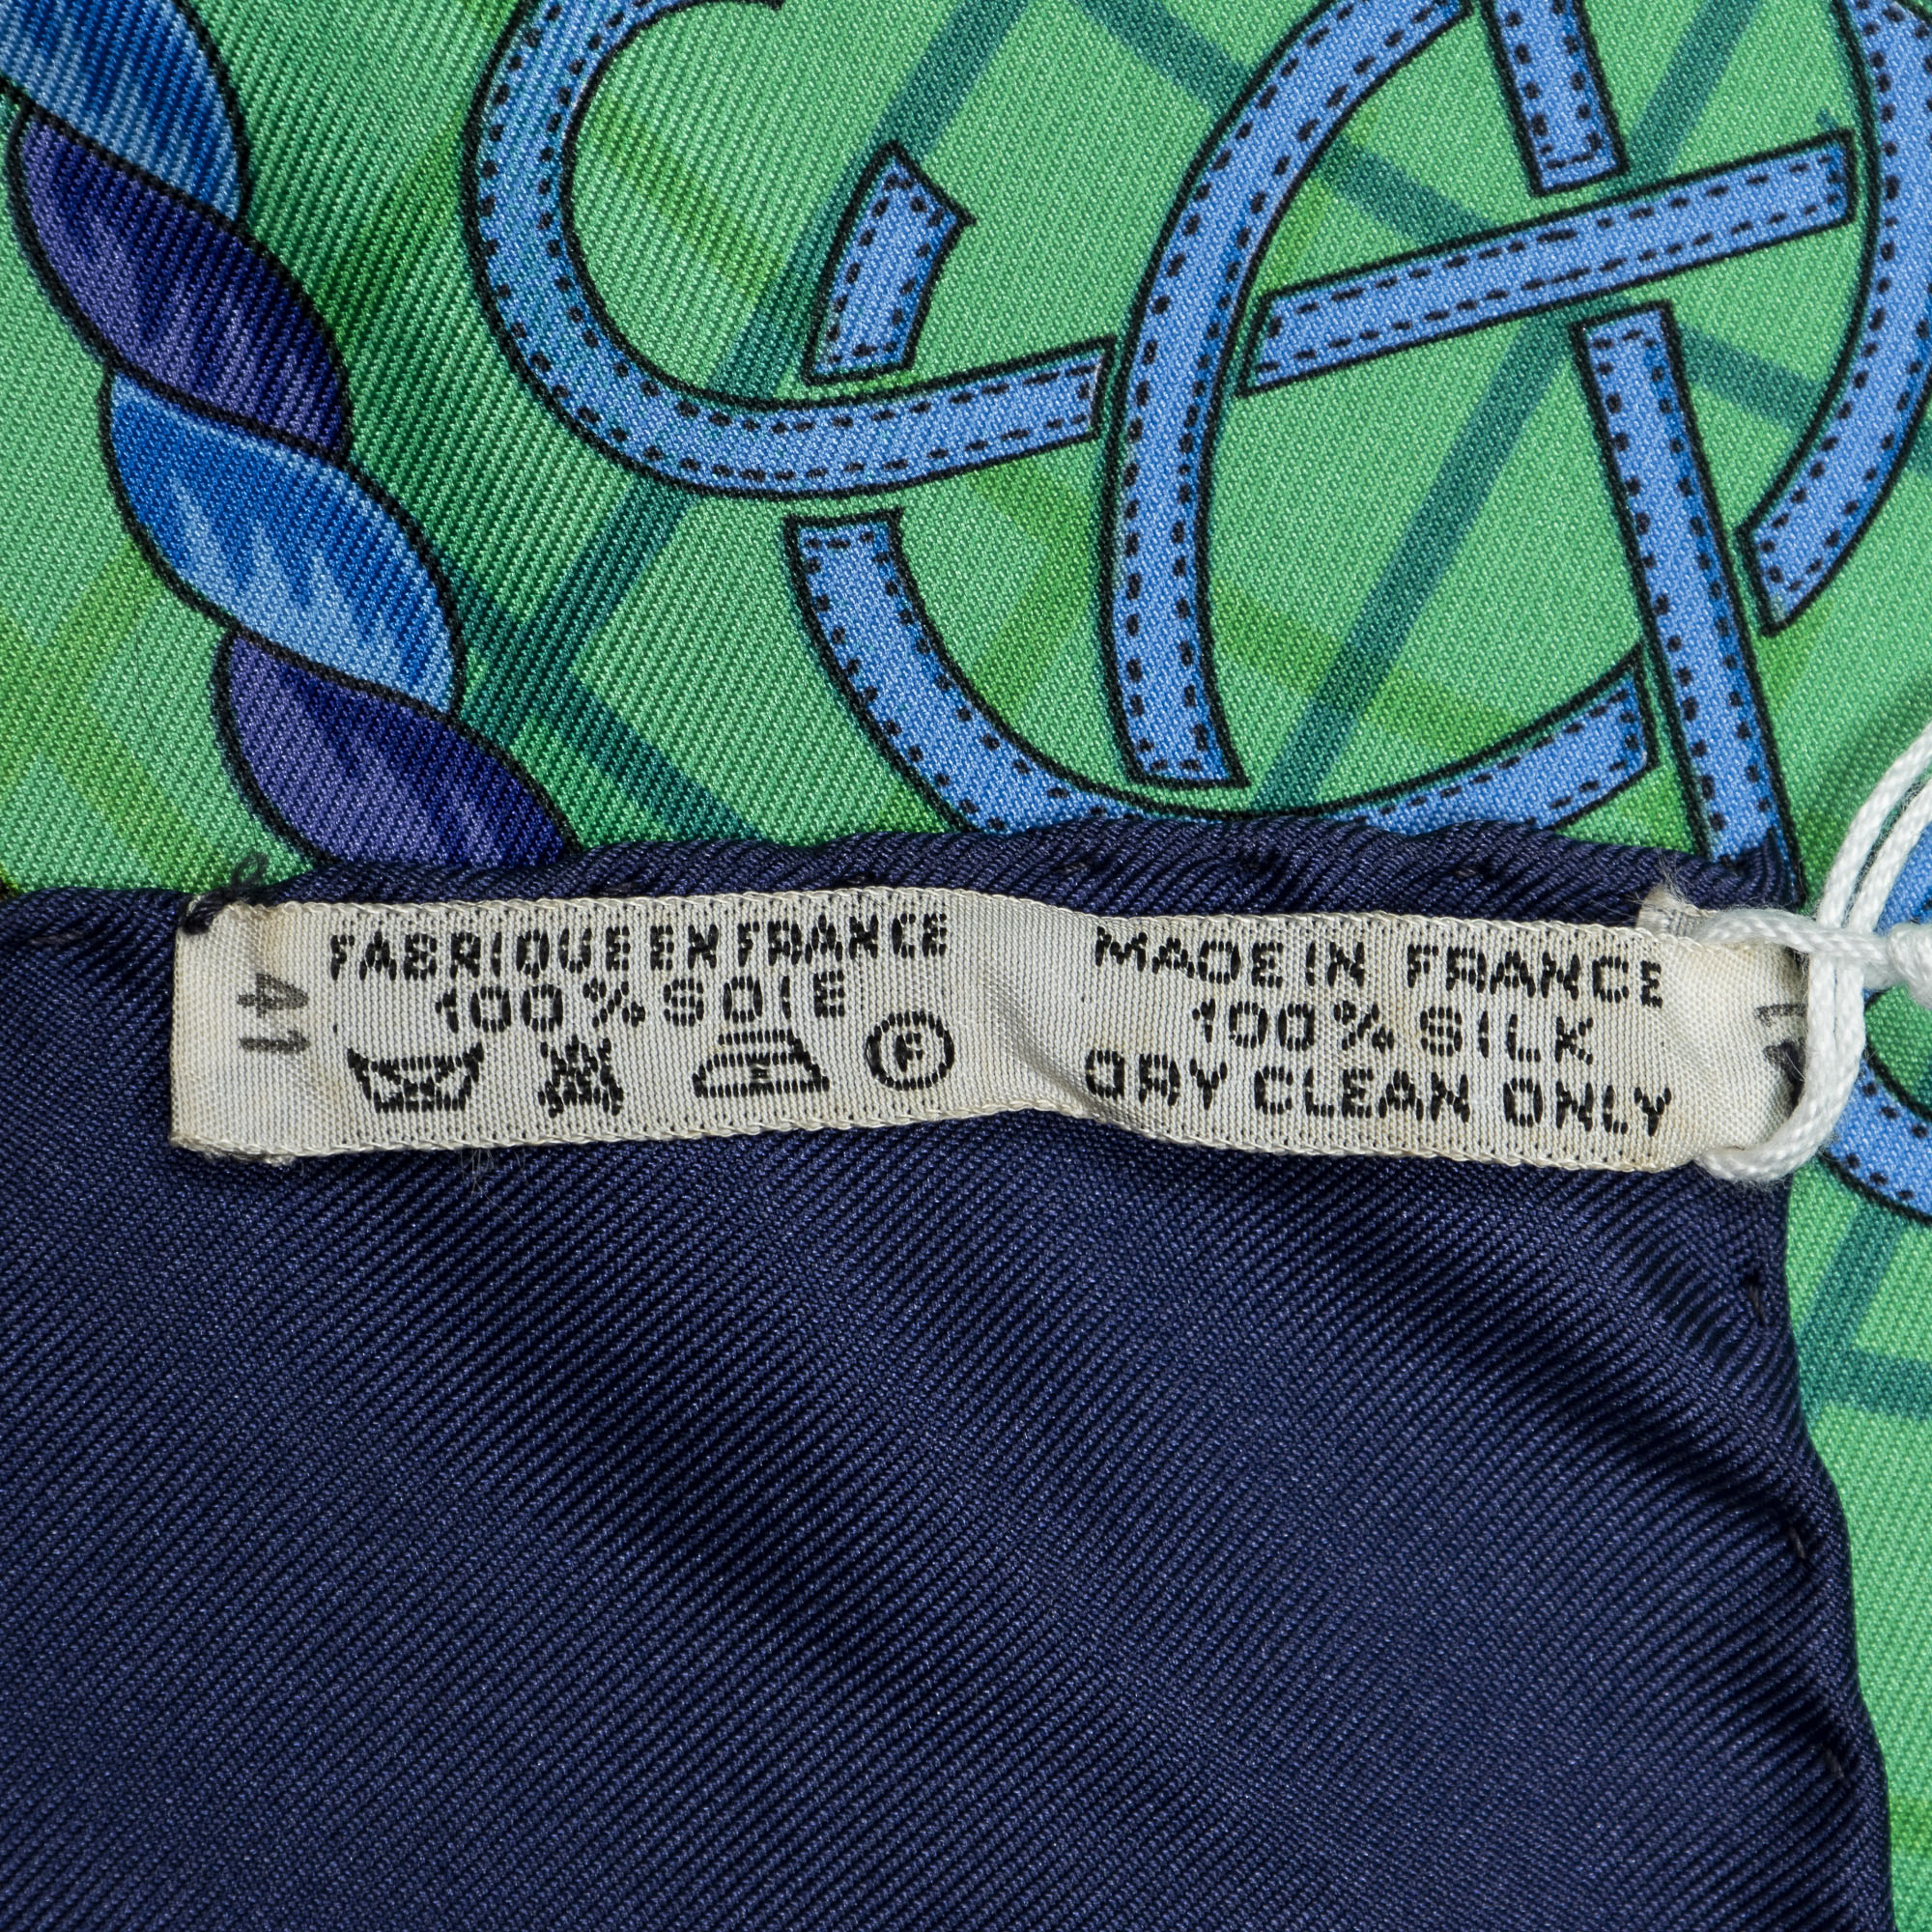 FABRIQUE EN FRANCE
100% SOIE
F
MADE IN FRANCE
100% SILK
DRY CLEAN ONLY
41